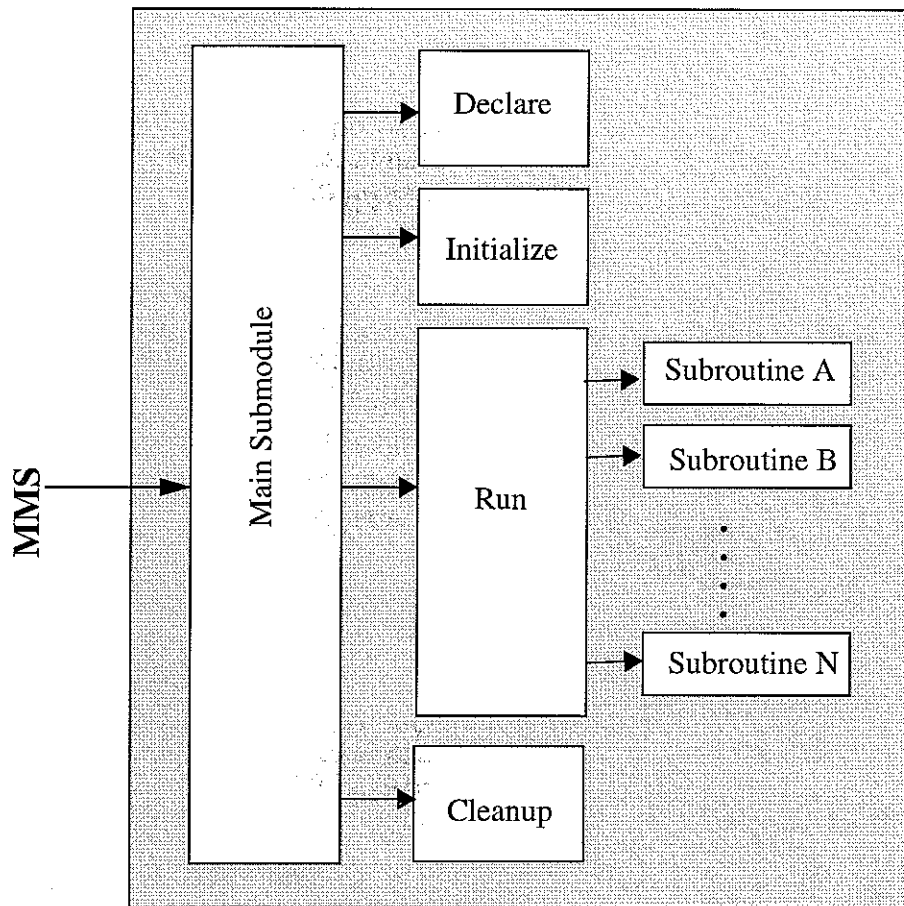 MMS
Main Submodule
Declare
Initialize
Run
Subroutine A
Subroutine B
Subroutine N
Cleanup